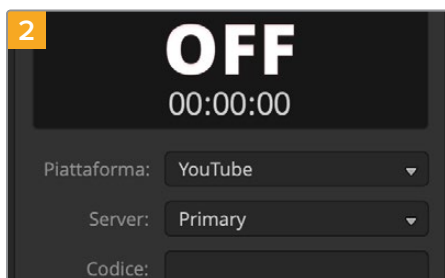 2
OFF
00:00:00
Piattaforma: YouTube
Server: Primary
Codice: